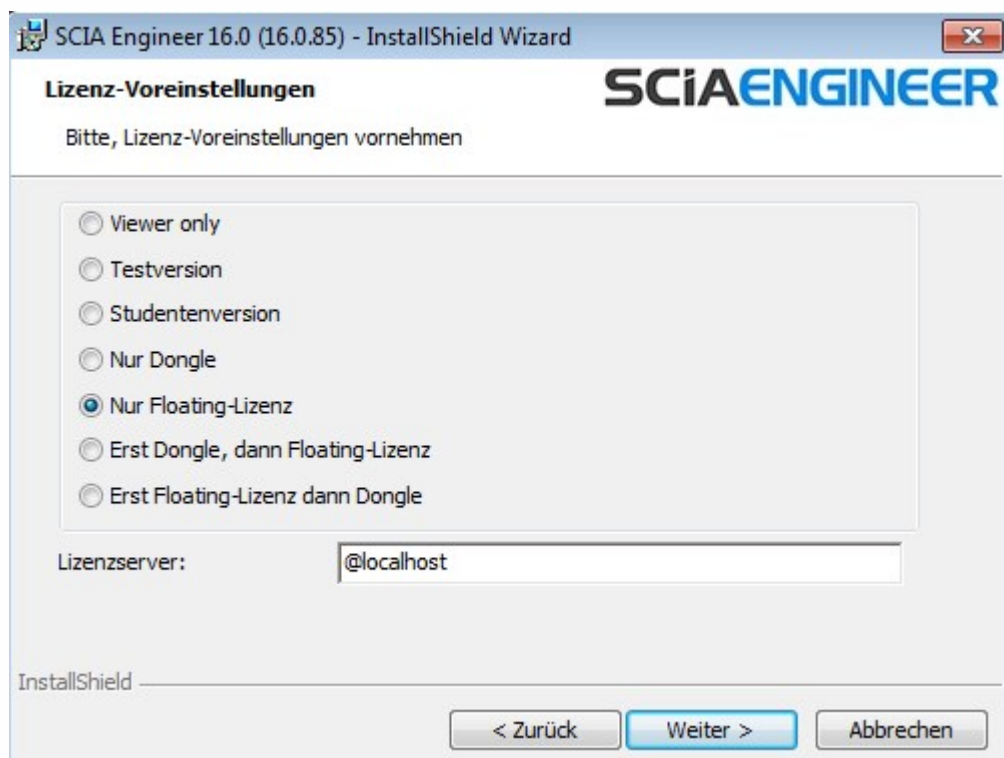 SCIA Engineer 16.0 (16.0.85) - InstallShield Wizard
Lizenz-Voreinstellungen
SCiAENGINEER
Bitte, Lizenz-Voreinstellungen vornehmen
Viewer only
Testversion
Studentenversion
Nur Dongle
Nur Floating-Lizenz
Erst Dongle, dann Floating-Lizenz
Erst Floating-Lizenz dann Dongle
Lizenzserver: @localhost
InstallShield
< Zurück Weiter > Abbrechen